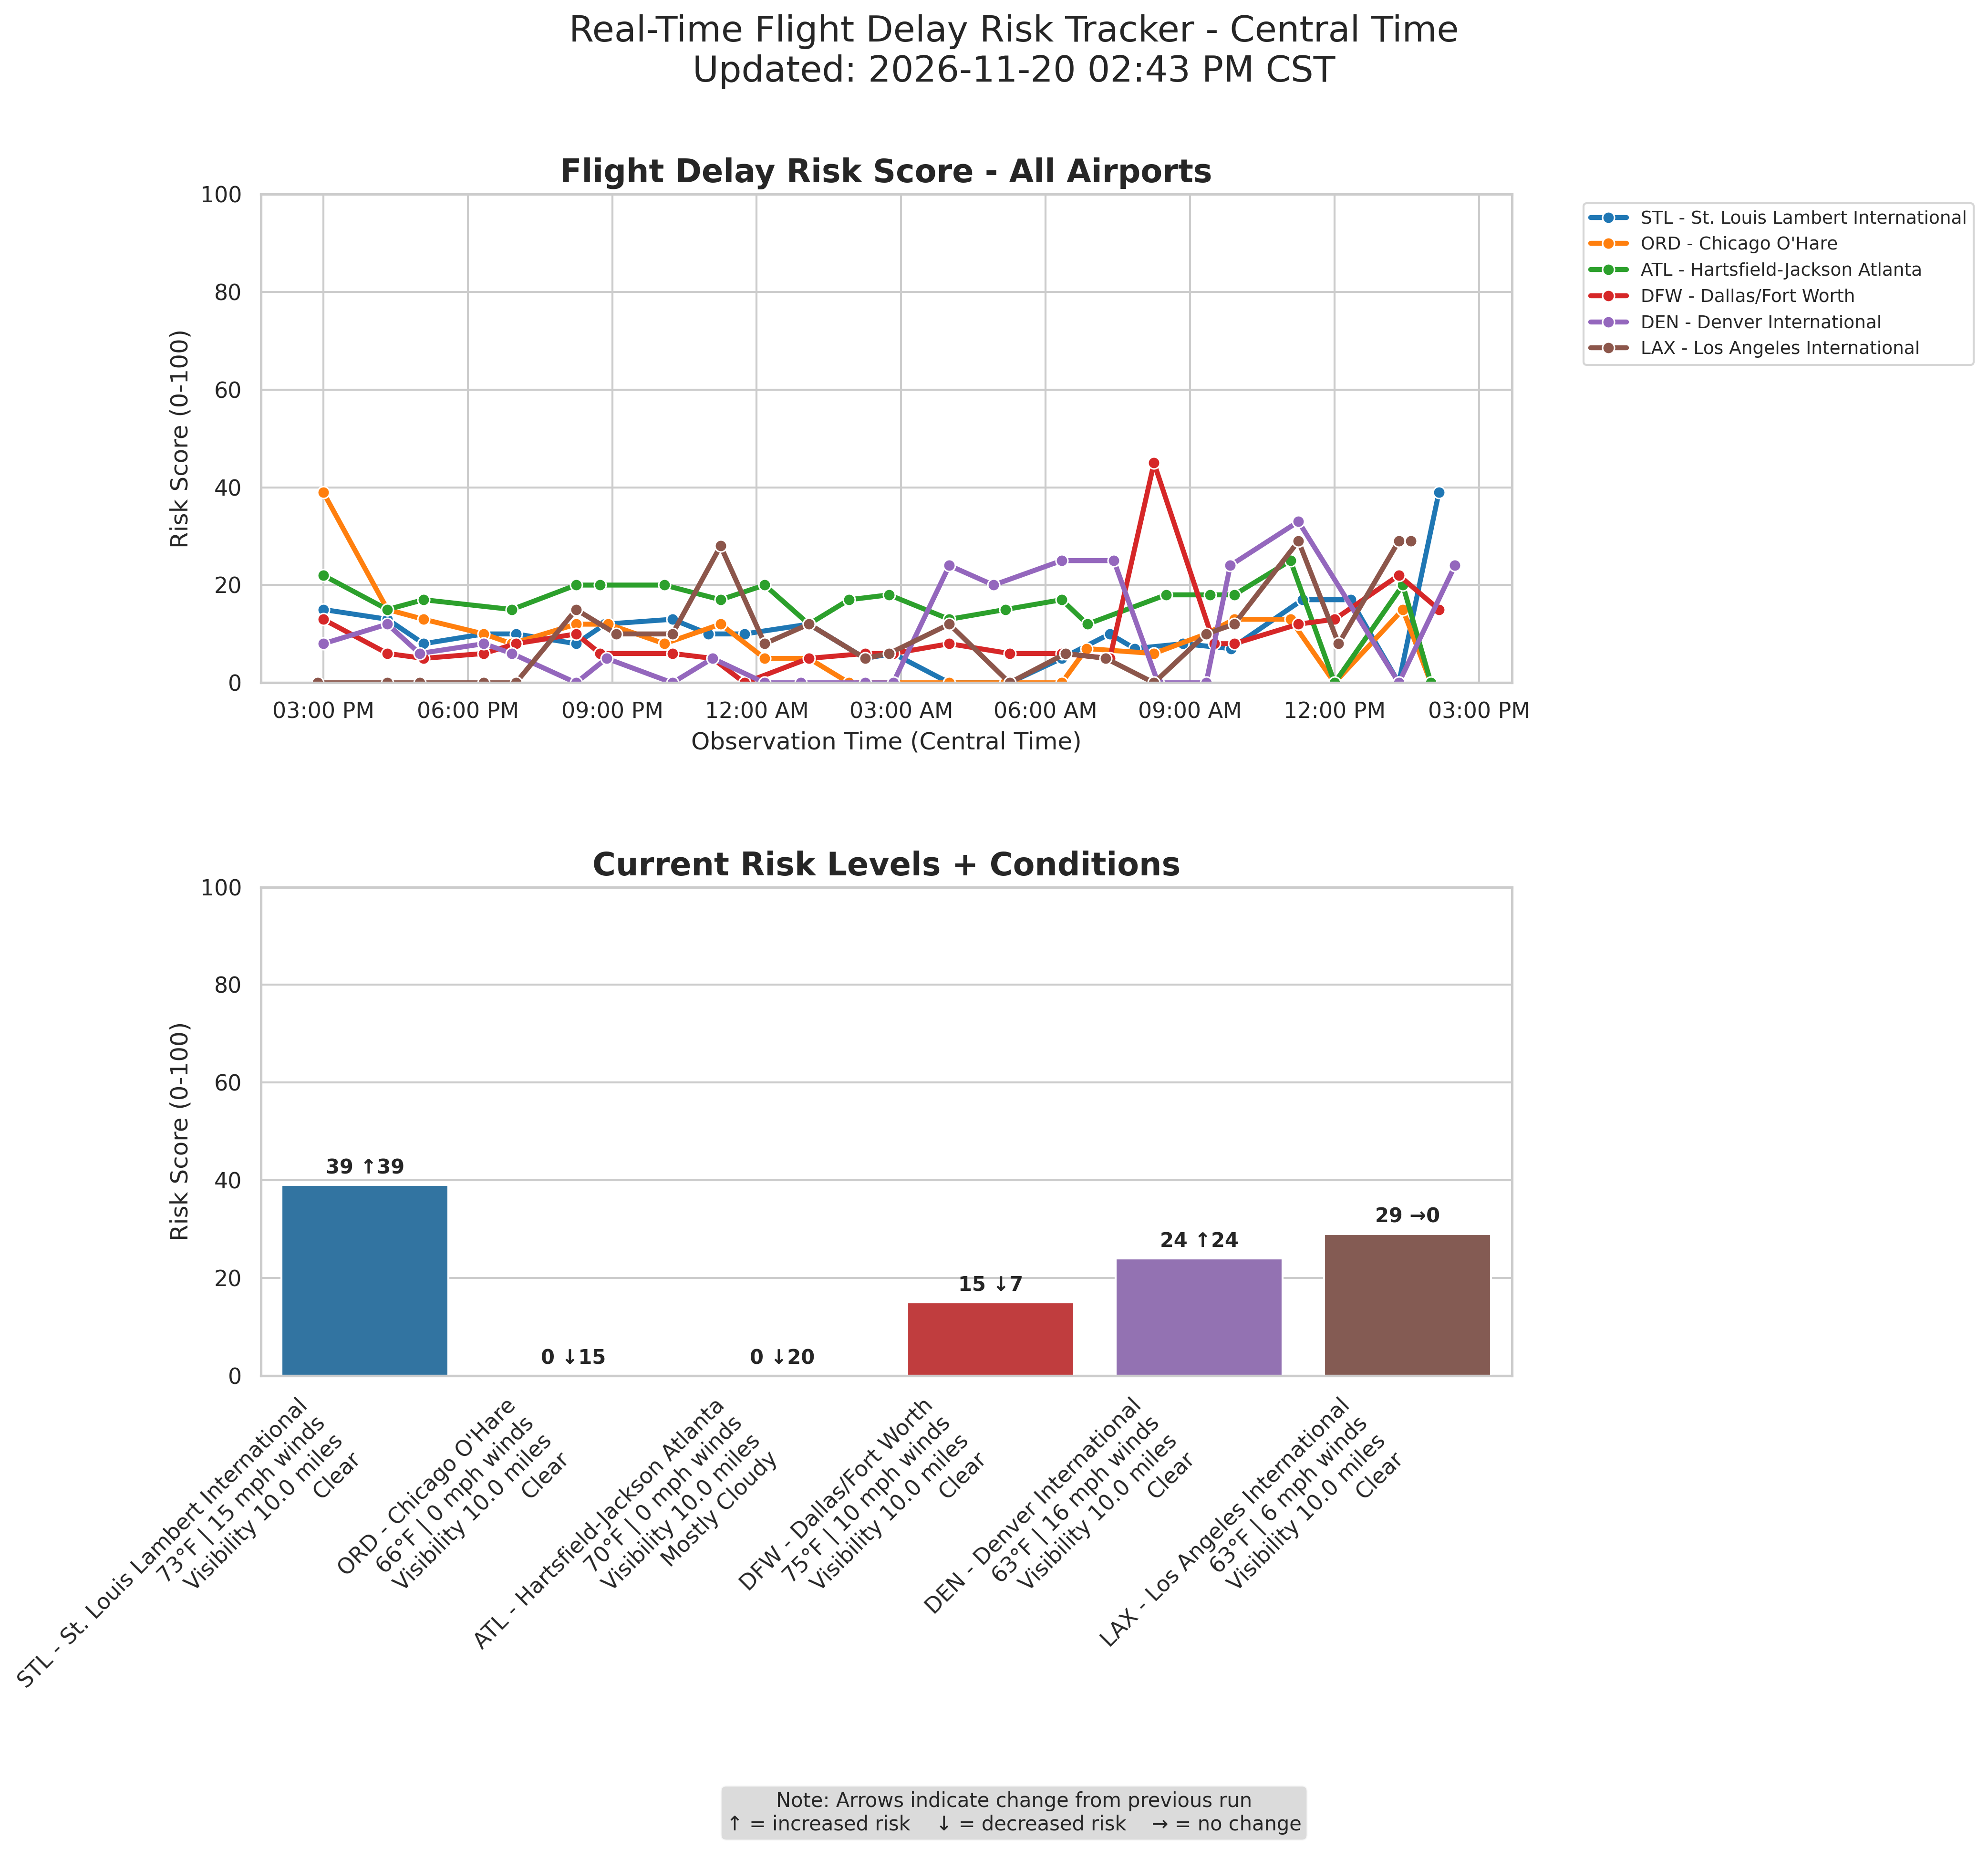 Real-Time Flight Delay Risk Tracker - Central Time
Updated: 2026-11-20 02:43 PM CST
Flight Delay Risk Score - All Airports
Risk Score (0-100)
100
80
60
40
20
0
03:00 PM
06:00 PM
09:00 PM
12:00 AM
03:00 AM
06:00 AM
09:00 AM
12:00 PM
03:00 PM
Observation Time (Central Time)
STL - St. Louis Lambert International
ORD - Chicago O'Hare
ATL - Hartsfield-Jackson Atlanta
DFW - Dallas/Fort Worth
DEN - Denver International
LAX - Los Angeles International
Current Risk Levels + Conditions
Risk Score (0-100)
100
80
60
40
20
0
39 ↑39
0 ↓15
0 ↓20
15 ↓7
24 ↑24
29 →0
STL - St. Louis Lambert International
73°F | 15 mph winds
Visibility 10.0 miles
Clear
ORD - Chicago O'Hare
66°F | 0 mph winds
Visibility 10.0 miles
Clear
ATL - Hartsfield-Jackson Atlanta
70°F | 0 mph winds
Visibility 10.0 miles
Mostly Cloudy
DFW - Dallas/Fort Worth
75°F | 10 mph winds
Visibility 10.0 miles
Clear
DEN - Denver International
63°F | 16 mph winds
Visibility 10.0 miles
Clear
LAX - Los Angeles International
63°F | 6 mph winds
Visibility 10.0 miles
Clear
Note: Arrows indicate change from previous run
↑ = increased risk ↓ = decreased risk → = no change